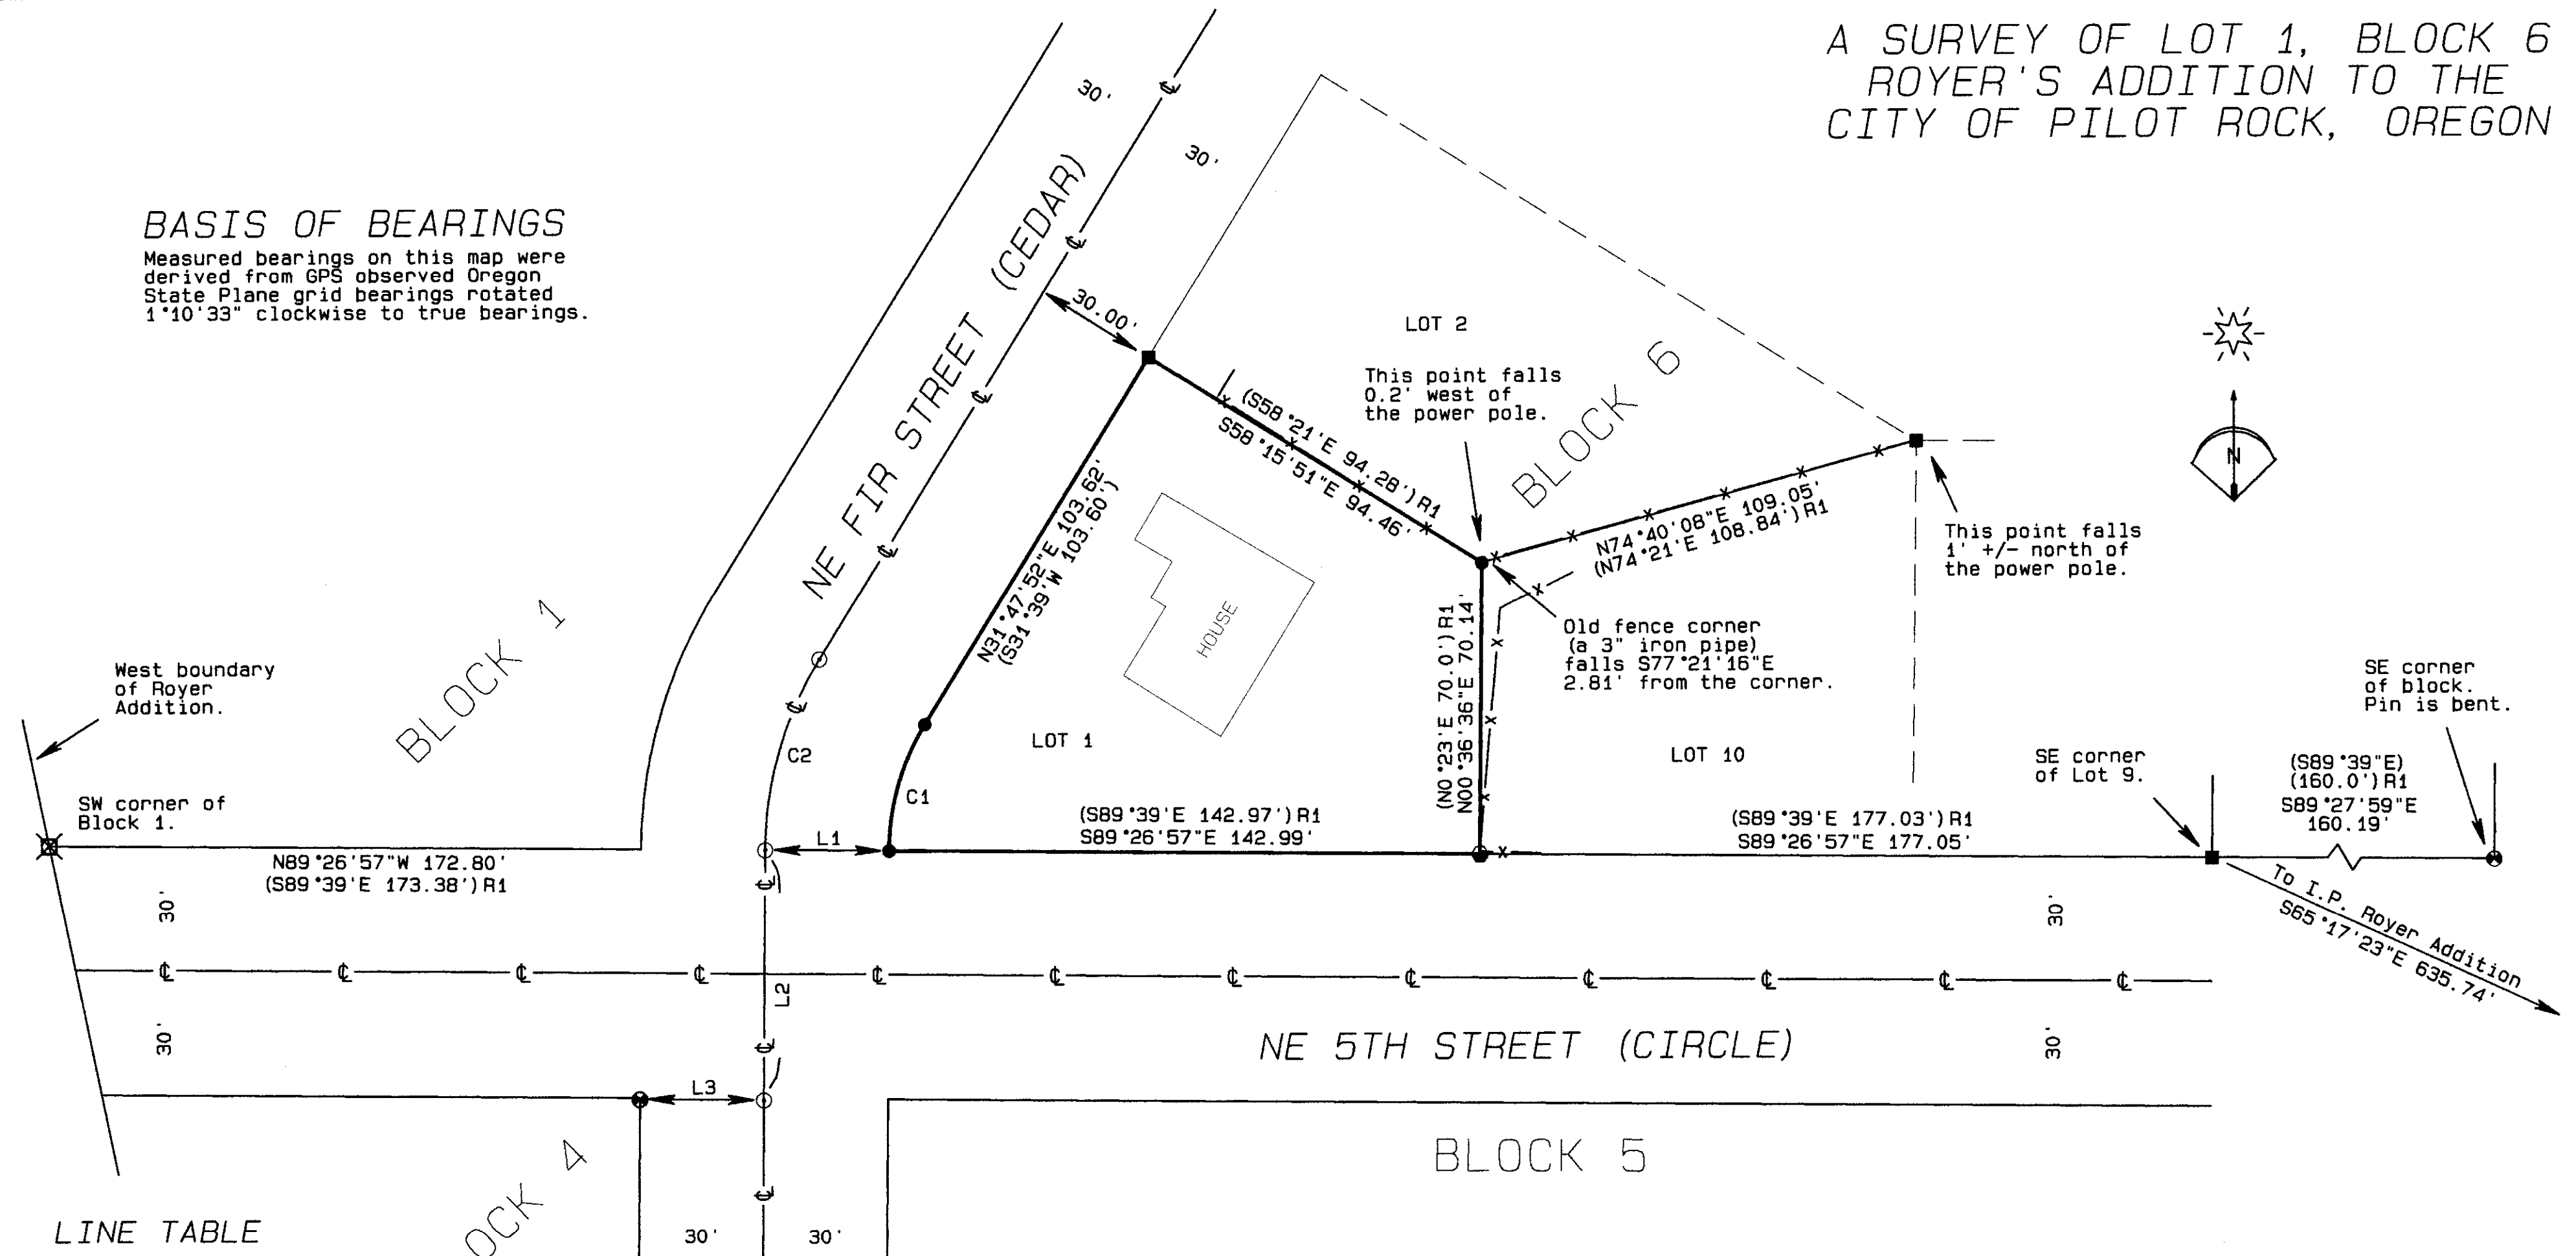 A SURVEY OF LOT 1, BLOCK 6
ROYER'S ADDITION TO THE
CITY OF PILOT ROCK, OREGON
BASIS OF BEARINGS
Measured bearings on this map were
derived from GPS observed Oregon
State Plane grid bearings rotated
1°10'33" clockwise to true bearings.
30'
30'
NE FIR STREET (CEDAR)
30.00'
LOT 2
BLOCK 6
This point falls
0.2' west of
the power pole.
(S58°21'E 94.28')R1
S58°15'51"E 94.46'
N31°47'52"E 103.62'
(S31°39'W 103.60')
N74°40'08"E 109.05'
(N74°21'E 108.84')R1
N
This point falls
1' +/- north of
the power pole.
HOUSE
(N0°23'E 70.0')R1
N00°36'36"E 70.14'
Old fence corner
(a 3" iron pipe)
falls S77°21'16"E
2.81' from the corner.
BLOCK 1
West boundary
of Royer
Addition.
SW corner of
Block 1.
C2
C1
LOT 1
LOT 10
SE corner
of Lot 9.
SE corner
of block.
Pin is bent.
(S89°39"E)
(160.0')R1
S89°27'59"E
160.19'
L1
(S89°39'E 142.97')R1
S89°26'57"E 142.99'
(S89°39'E 177.03')R1
S89°26'57"E 177.05'
N89°26'57"W 172.80'
(S89°39'E 173.38')R1
30'
30'
To I.P. Royer Addition
S65°17'23"E 635.74'
L2
30'
30'
NE 5TH STREET (CIRCLE)
L3
BLOCK 5
OCK 4
LINE TABLE
30'
30'